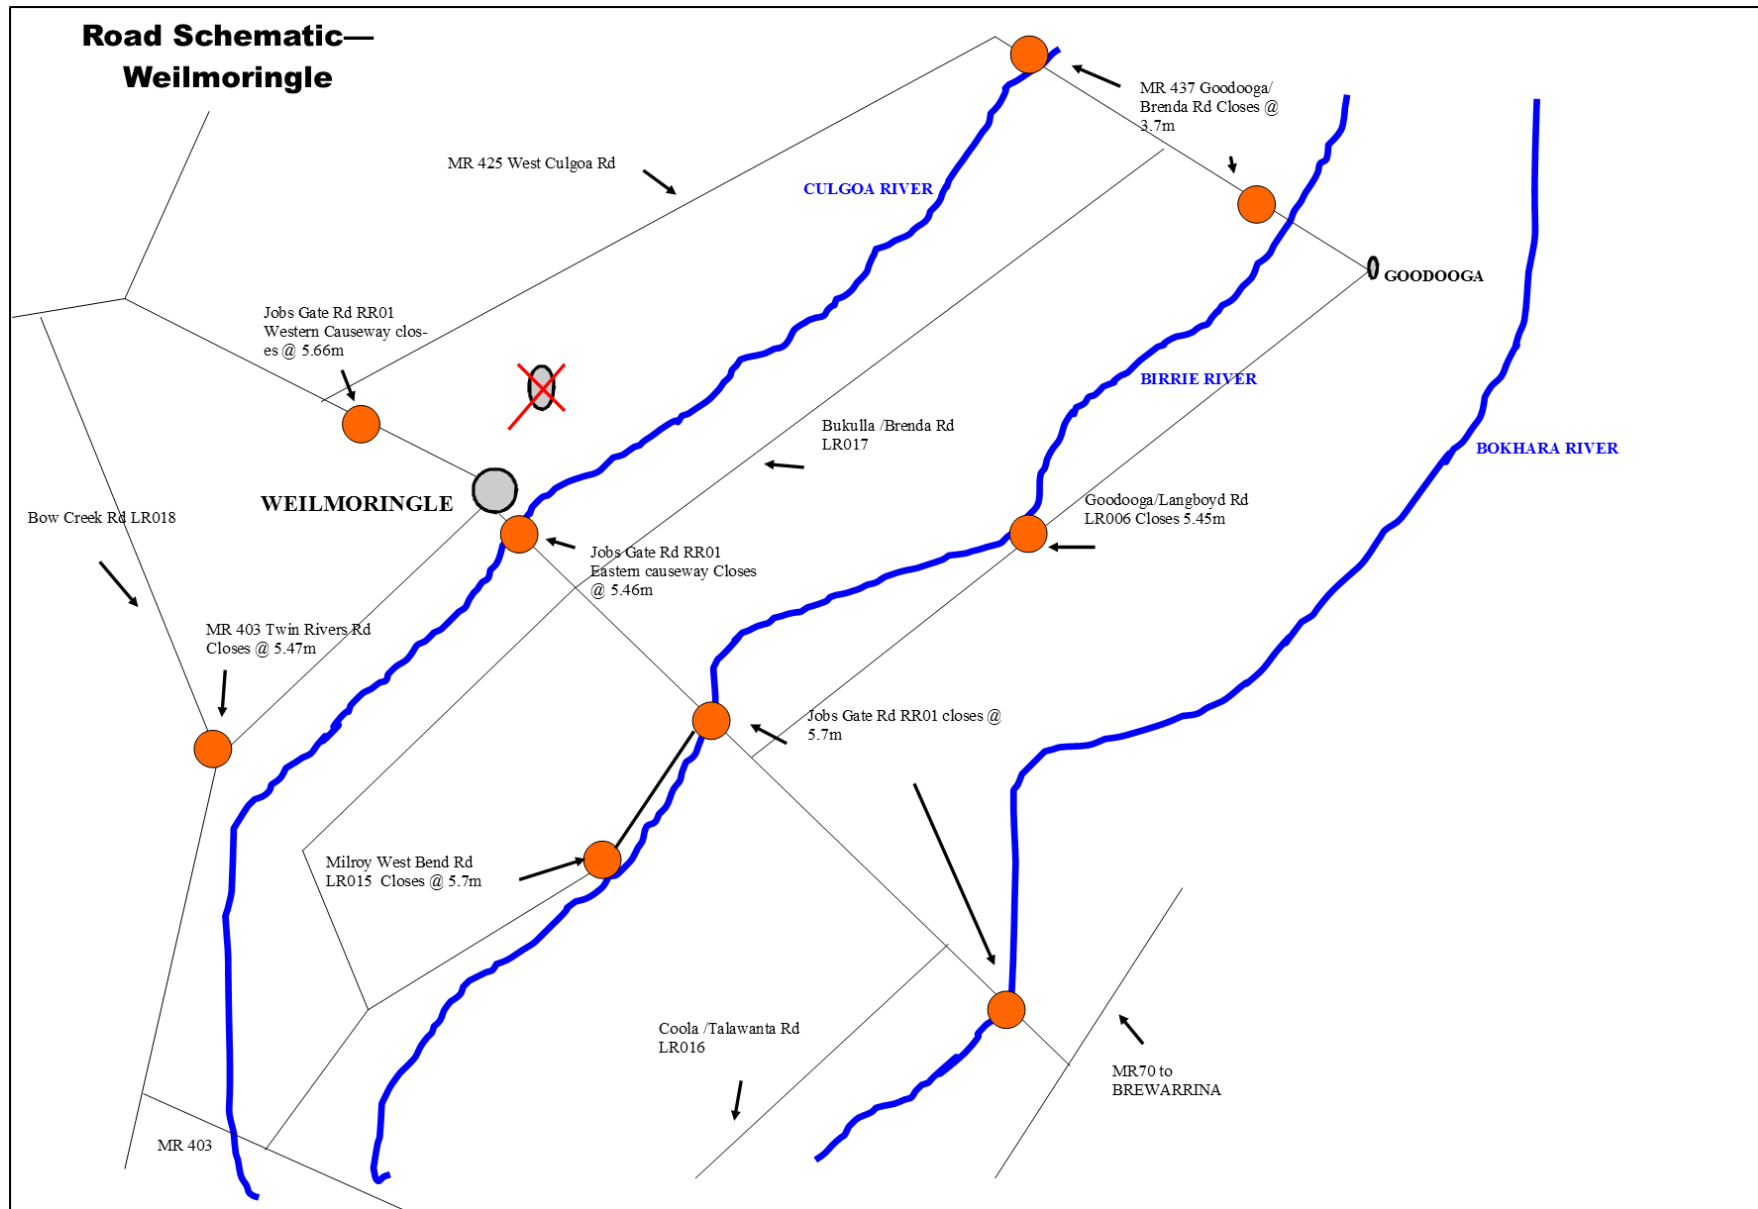 Road Schematic—
Weilmoringle
MR 437 Goodooga/
Brenda Rd Closes @
3.7m
MR 425 West Culgoa Rd
CULGOA RIVER
GOODOOGA
Jobs Gate Rd RR01
Western Causeway clos-
es @ 5.66m
BIRRIE RIVER
Bukulla /Brenda Rd
LR017
BOKHARA RIVER
WEILMORINGLE
Goodooga/Langboyd Rd
LR006 Closes 5.45m
Bow Creek Rd LR018
Jobs Gate Rd RR01
Eastern causeway Closes
@ 5.46m
MR 403 Twin Rivers Rd
Closes @ 5.47m
Jobs Gate Rd RR01 closes @
5.7m
Milroy West Bend Rd
LR015  Closes @ 5.7m
Coola /Talawanta Rd
LR016
MR70 to
BREWARRINA
MR 403